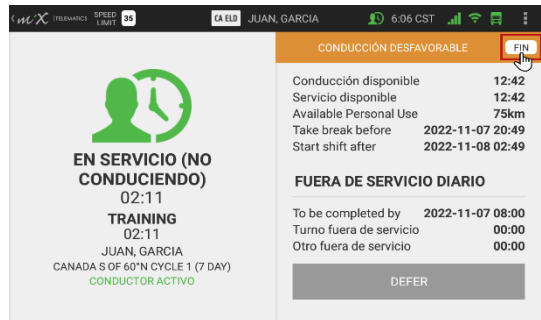 MiX TELEMATICS SPEED LIMIT 35 CA ELD JUAN, GARCIA 6:06 CST
EN SERVICIO (NO
CONDUCIENDO)
02:11
TRAINING
02:11
JUAN, GARCIA
CANADA S OF 60°N CYCLE 1 (7 DAY)
CONDUCTOR ACTIVO
CONDUCCIÓN DESFAVORABLE FIN
Conducción disponible 12:42
Servicio disponible 12:42
Available Personal Use 75km
Take break before 2022-11-07 20:49
Start shift after 2022-11-08 02:49
FUERA DE SERVICIO DIARIO
To be completed by 2022-11-07 08:00
Turno fuera de servicio 00:00
Otro fuera de servicio 00:00
DEFER